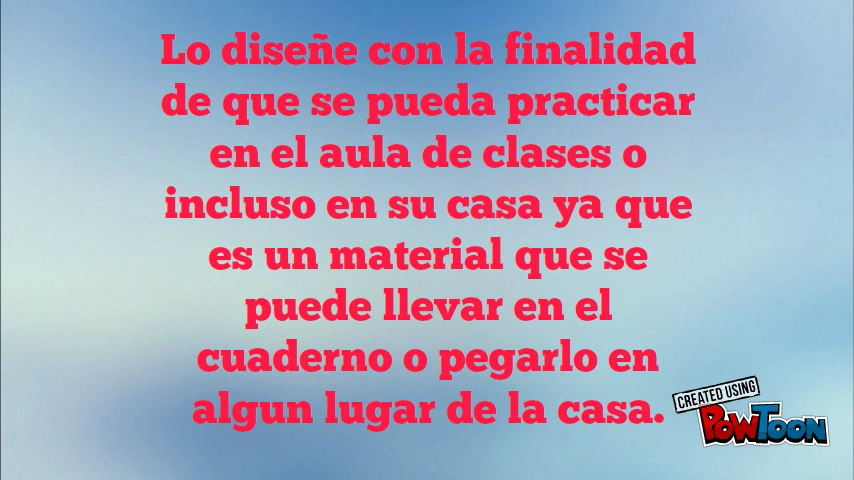 Lo diseñe con la finalidad
de que se pueda practicar
en el aula de clases o
incluso en su casa ya que
es un material que se
puede llevar en el
cuaderno o pegarlo en
algun lugar de la casa.
CREATED USING
POWTOON